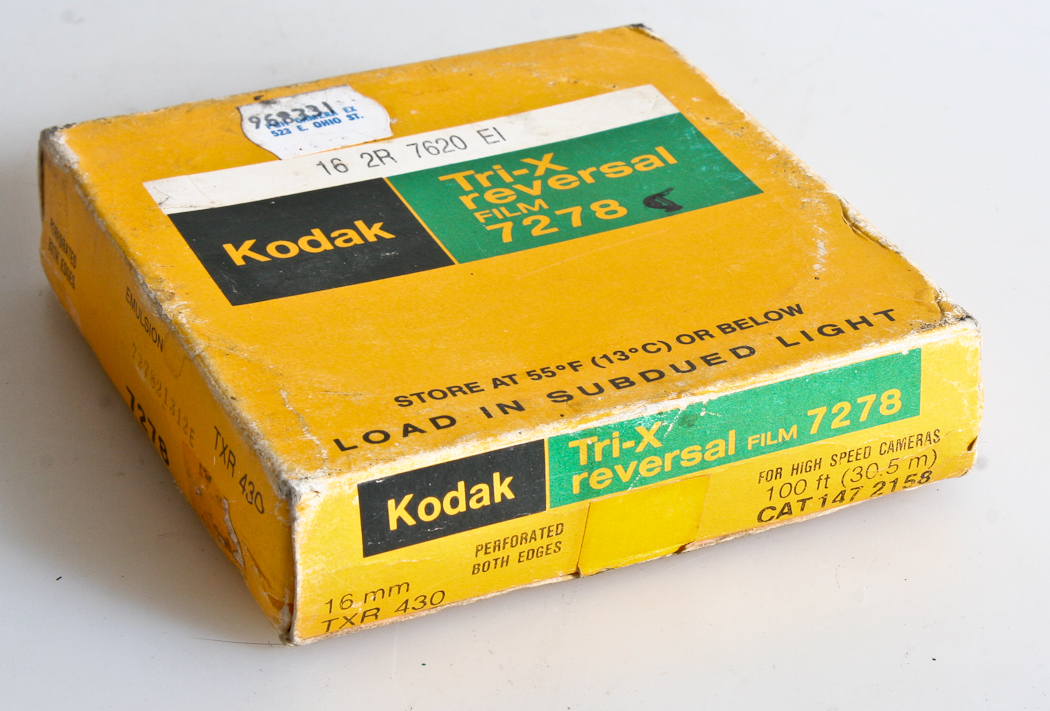 968731
523 E. OHIO ST.
16 2R 7620 EI
Kodak
Tri-X
reversal
FILM
7278
STORE AT 55°F (13°C) OR BELOW
LOAD IN SUBDUED LIGHT
PERFORATED
BOTH EDGES
EMULSION
7278
TXR 430
Kodak
Tri-X
reversal FILM 7278
PERFORATED
BOTH EDGES
16 mm
TXR 430
FOR HIGH SPEED CAMERAS
100 ft (30.5 m)
CAT 147 2158